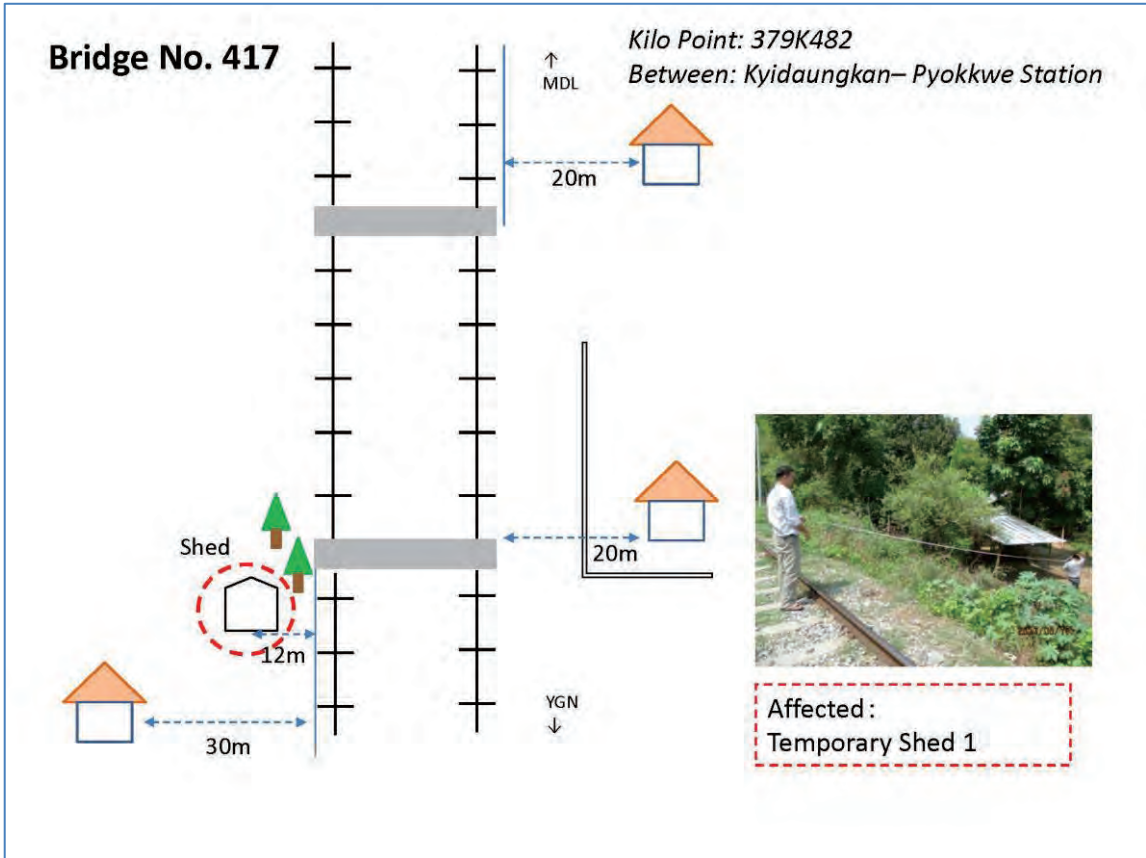 Bridge No. 417
Kilo Point: 379K482
Between: Kyidaungkan– Pyokkwe Station
↑
MDL
20m
20m
Shed
12m
30m
YGN
↓
Affected :
Temporary Shed 1